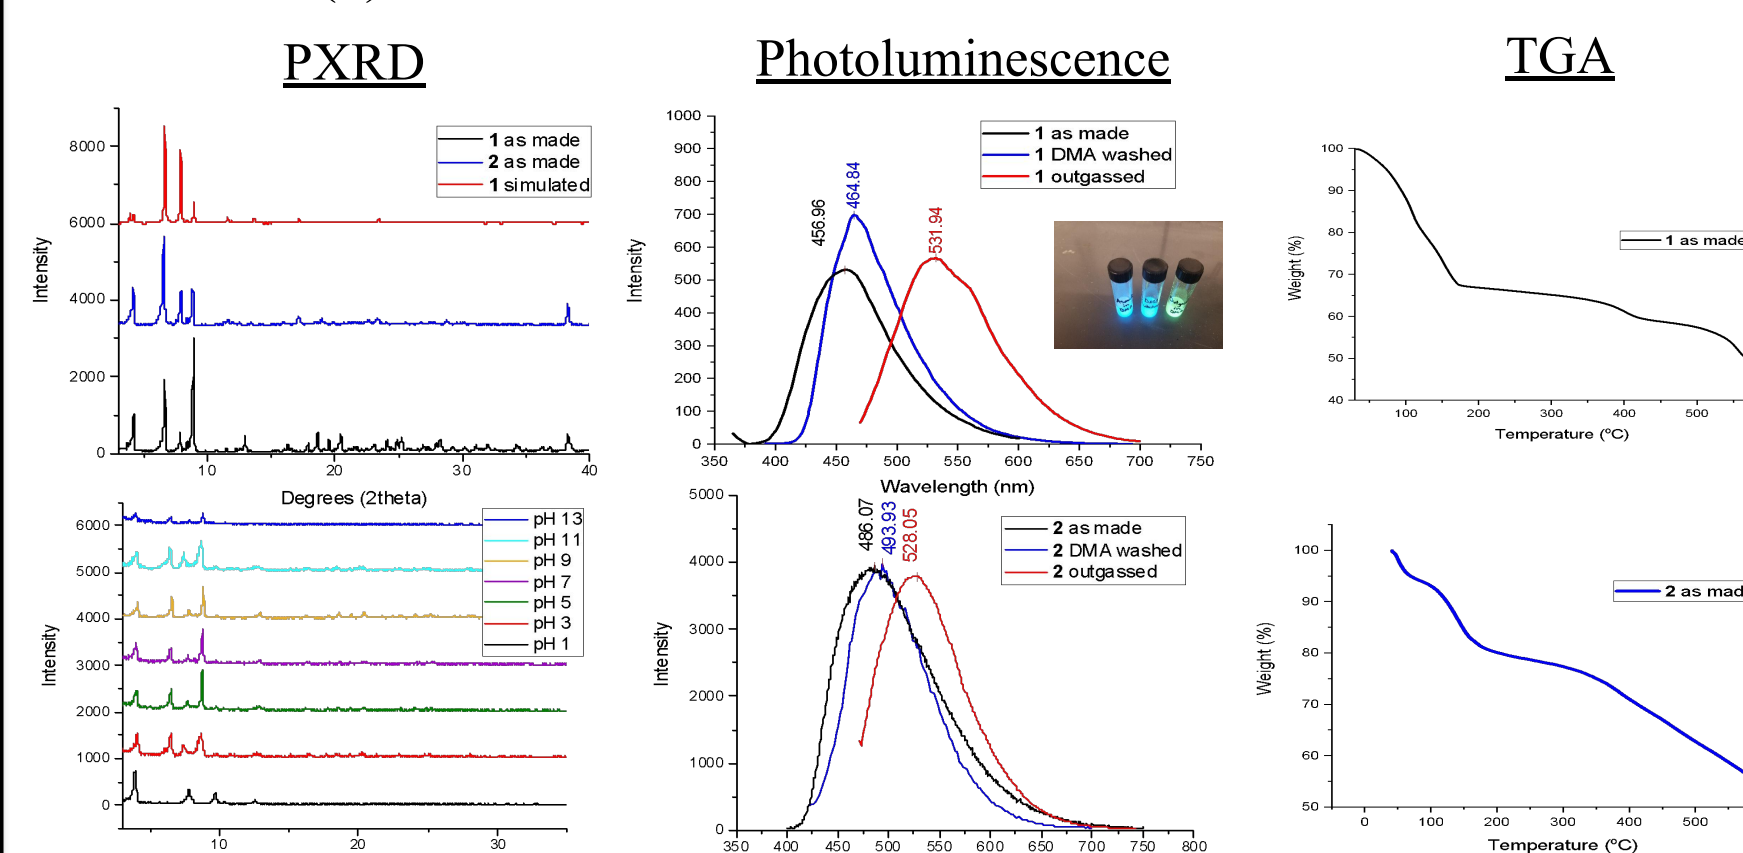 PXRD
8000
6000
4000
2000
0
10
20
30
40
Intensity
Degrees (2theta)
1 as made
2 as made
1 simulated
6000
5000
4000
3000
2000
1000
0
10
30
Intensity
pH 13
pH 11
pH 9
pH 7
pH 5
pH 3
pH 1
Photoluminescence
1000
900
800
700
600
500
400
300
200
100
0
350
400
450
500
550
600
650
700
750
Intensity
Wavelength (nm)
456.96
464.84
531.94
1 as made
1 DMA washed
1 outgassed
5000
4000
3000
2000
1000
0
350
400
450
500
550
600
650
700
750
800
Intensity
486.07
493.93
528.05
2 as made
2 DMA washed
2 outgassed
TGA
100
90
80
70
60
50
40
100
200
300
400
500
Weight (%)
Temperature (ºC)
1 as made
100
90
80
70
60
50
0
100
200
300
400
500
Weight (%)
Temperature (ºC)
2 as mad